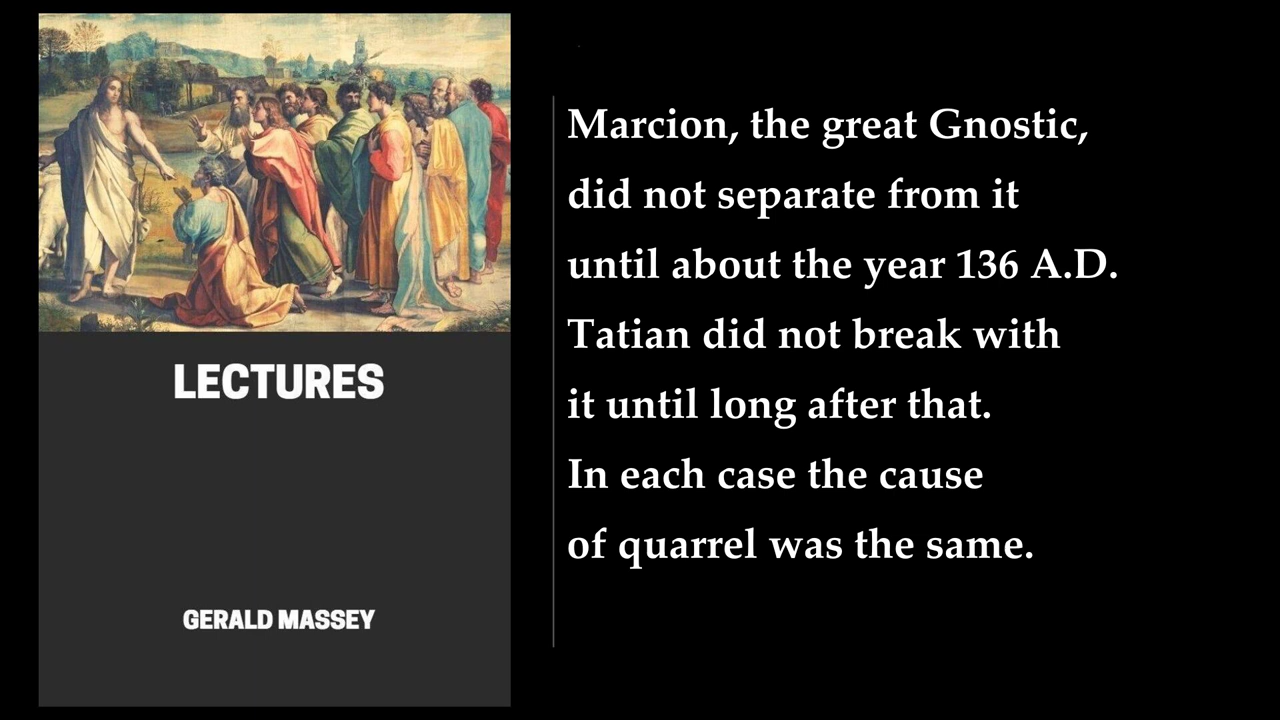 LECTURES
GERALD MASSEY
Marcion, the great Gnostic,
did not separate from it
until about the year 136 A.D.
Tatian did not break with
it until long after that.
In each case the cause
of quarrel was the same.